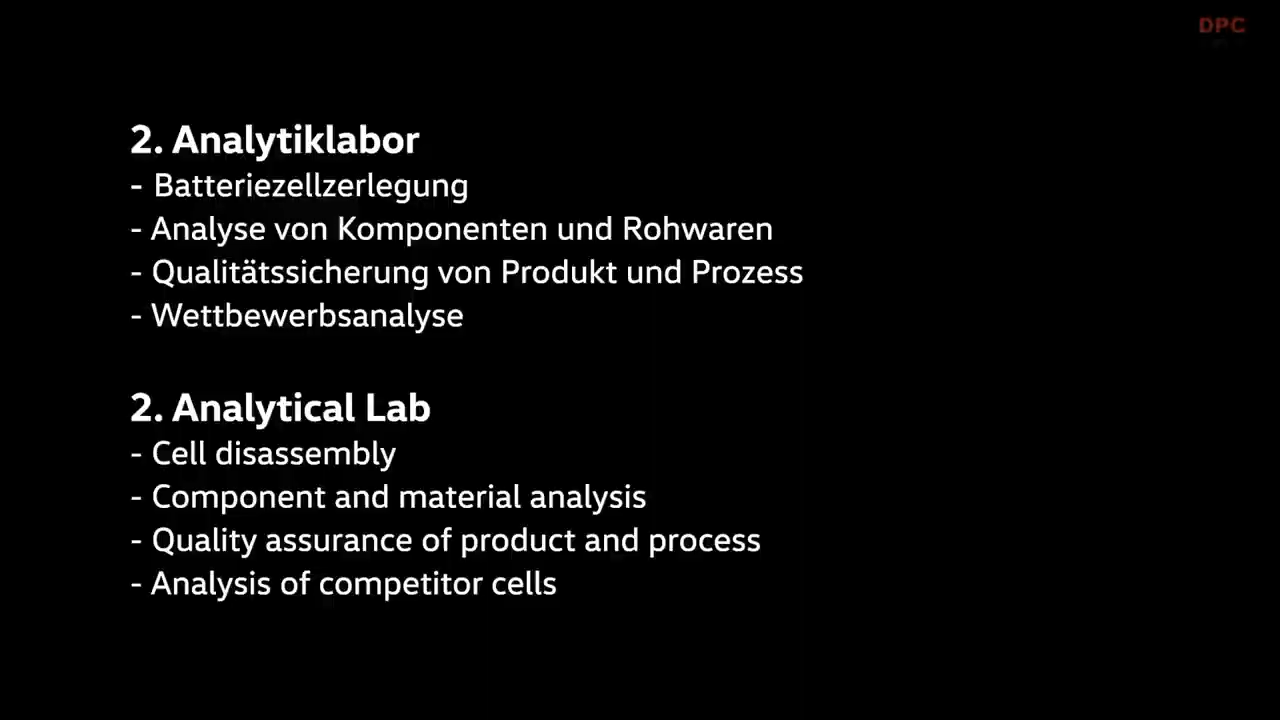 DPC
2. Analytiklabor
- Batteriezellzerlegung
- Analyse von Komponenten und Rohwaren
- Qualitätssicherung von Produkt und Prozess
- Wettbewerbsanalyse
2. Analytical Lab
- Cell disassembly
- Component and material analysis
- Quality assurance of product and process
- Analysis of competitor cells